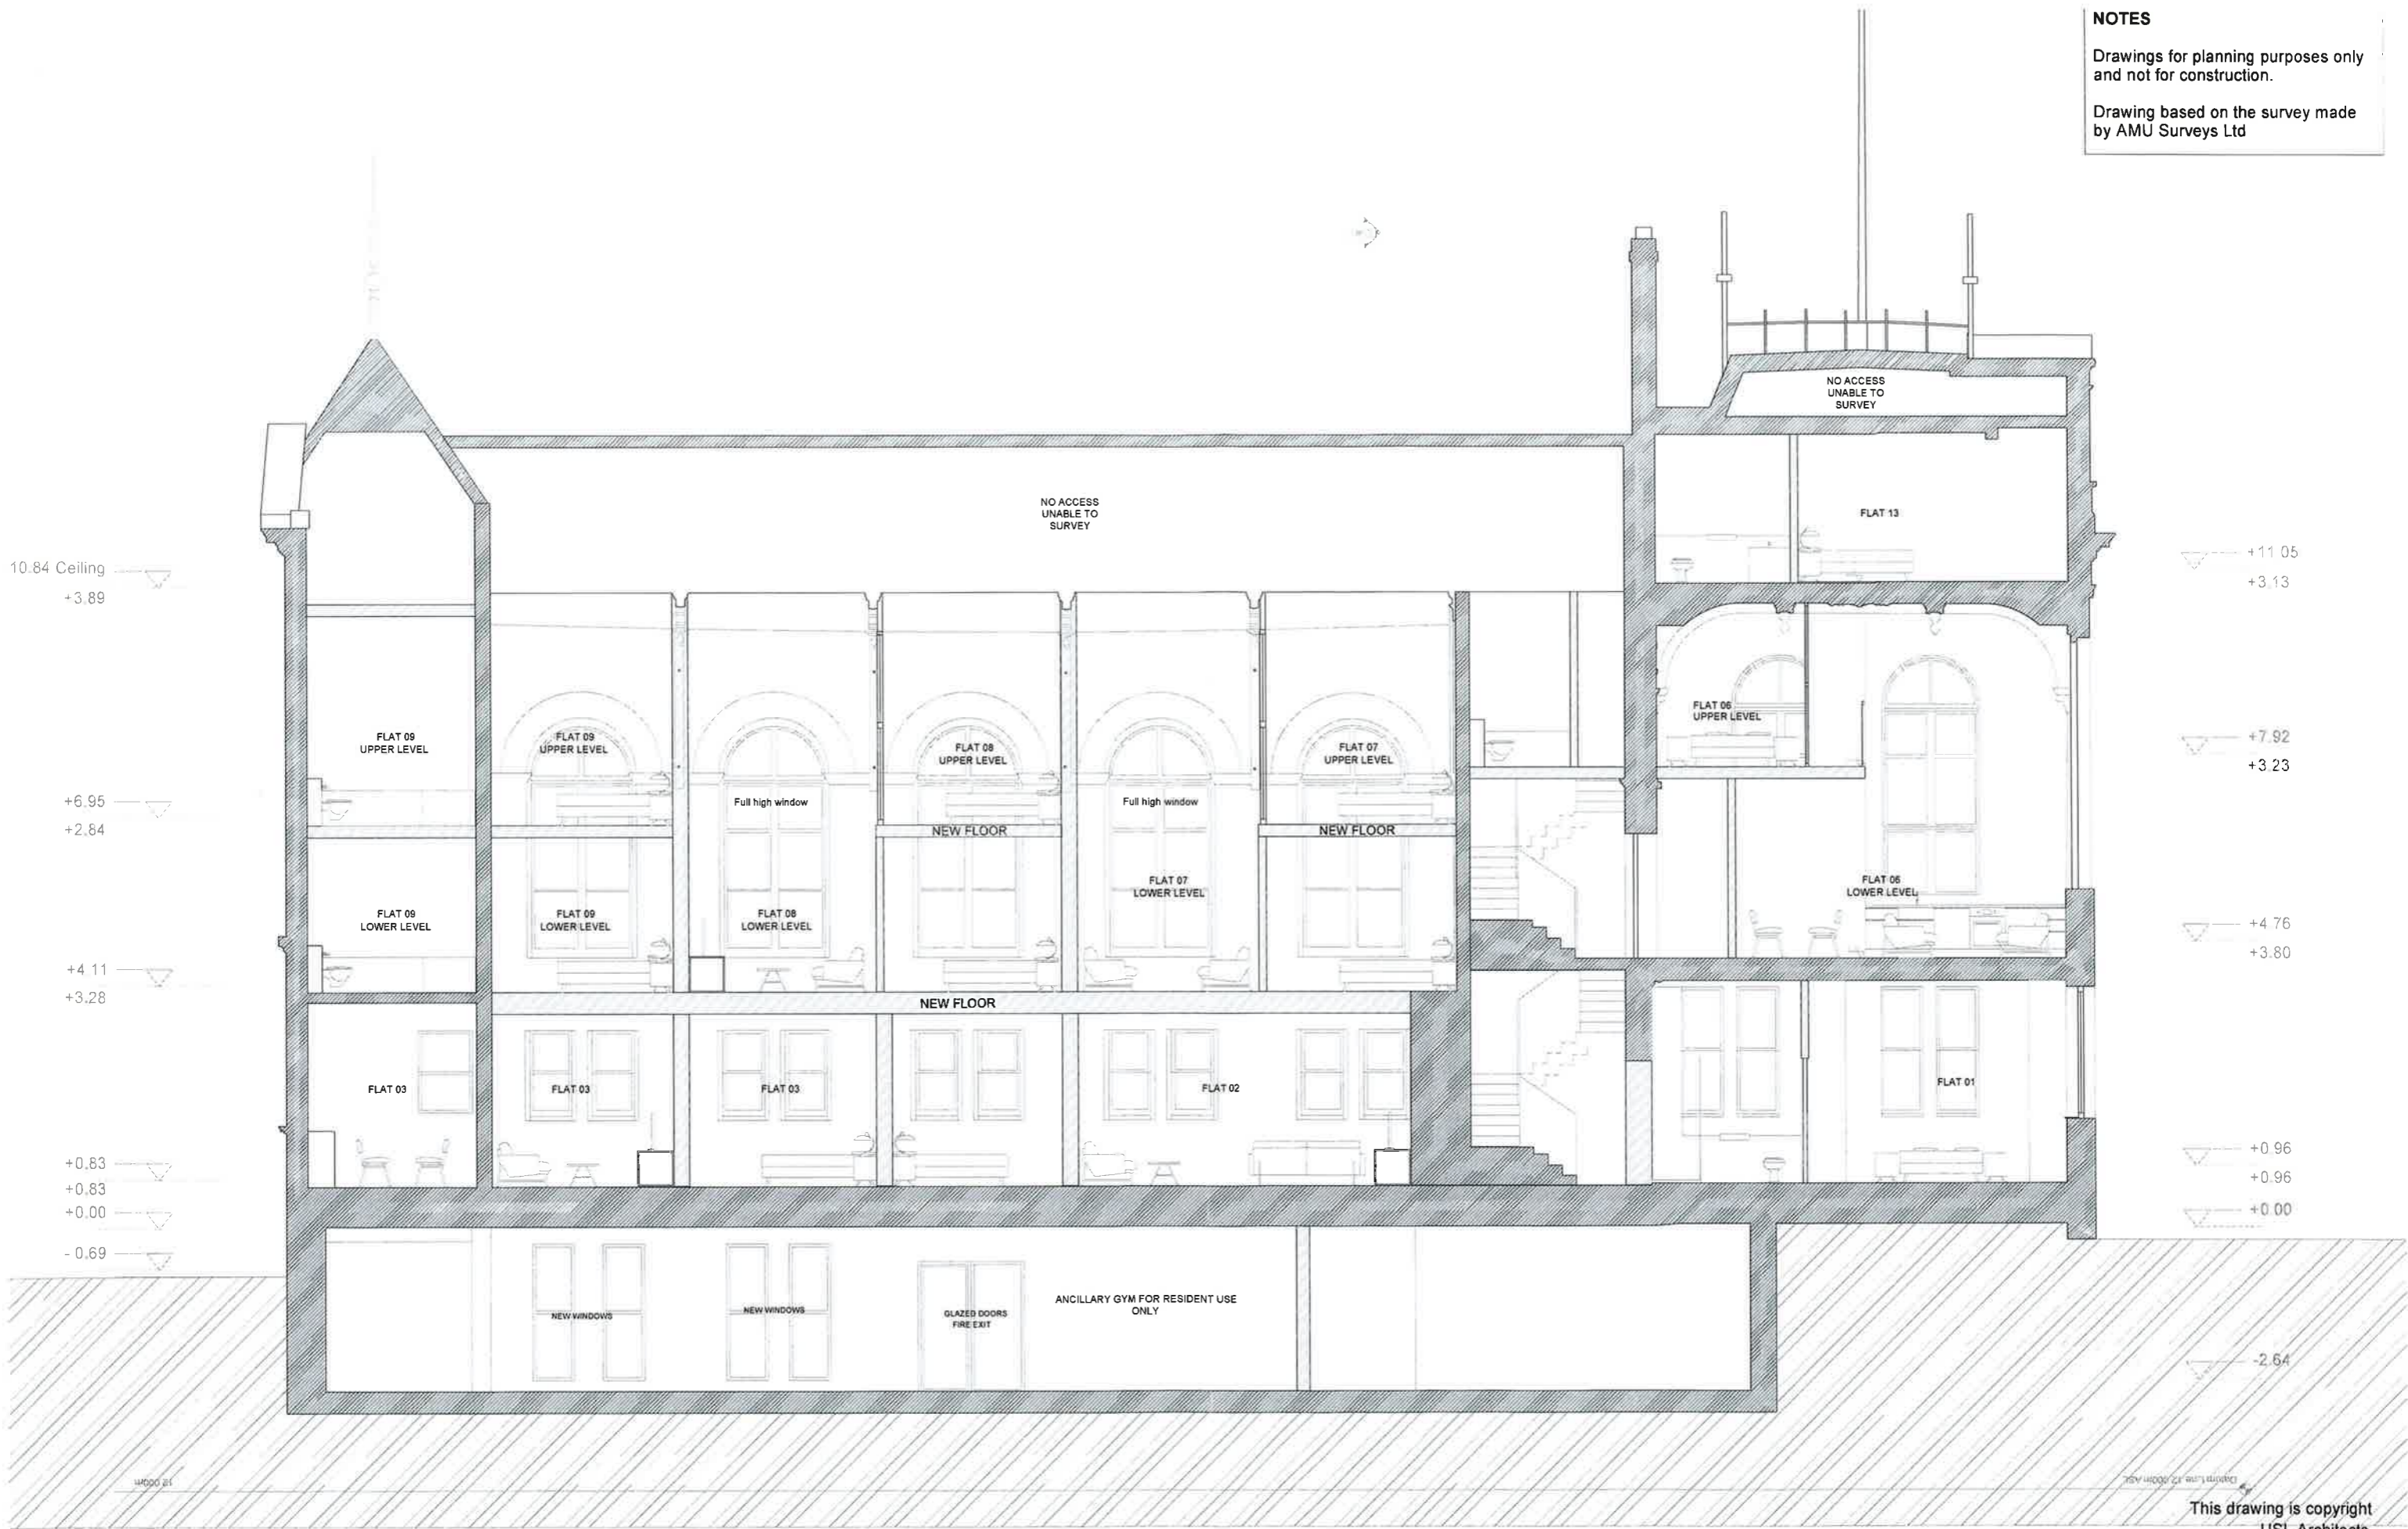 NOTES
Drawings for planning purposes only
and not for construction.
Drawing based on the survey made
by AMU Surveys Ltd
NO ACCESS
UNABLE TO
SURVEY
NO ACCESS
UNABLE TO
SURVEY
FLAT 13
10.84 Ceiling
+3.89
+11.05
+3.13
FLAT 09
UPPER LEVEL
FLAT 09
UPPER LEVEL
FLAT 08
UPPER LEVEL
FLAT 07
UPPER LEVEL
FLAT 06
UPPER LEVEL
+7.92
+3.23
Full high window
Full high window
+6.95
+2.84
NEW FLOOR
NEW FLOOR
FLAT 09
LOWER LEVEL
FLAT 09
LOWER LEVEL
FLAT 08
LOWER LEVEL
FLAT 07
LOWER LEVEL
FLAT 06
LOWER LEVEL
+4.76
+3.80
+4.11
+3.28
NEW FLOOR
FLAT 03
FLAT 03
FLAT 03
FLAT 02
FLAT 01
+0.83
+0.83
+0.00
- 0.69
+0.96
+0.96
+0.00
NEW WINDOWS
NEW WINDOWS
GLAZED DOORS
FIRE EXIT
ANCILLARY GYM FOR RESIDENT USE
ONLY
-2.64
12.000m
Datum Line 12.000m ASL
This drawing is copyright
Architects